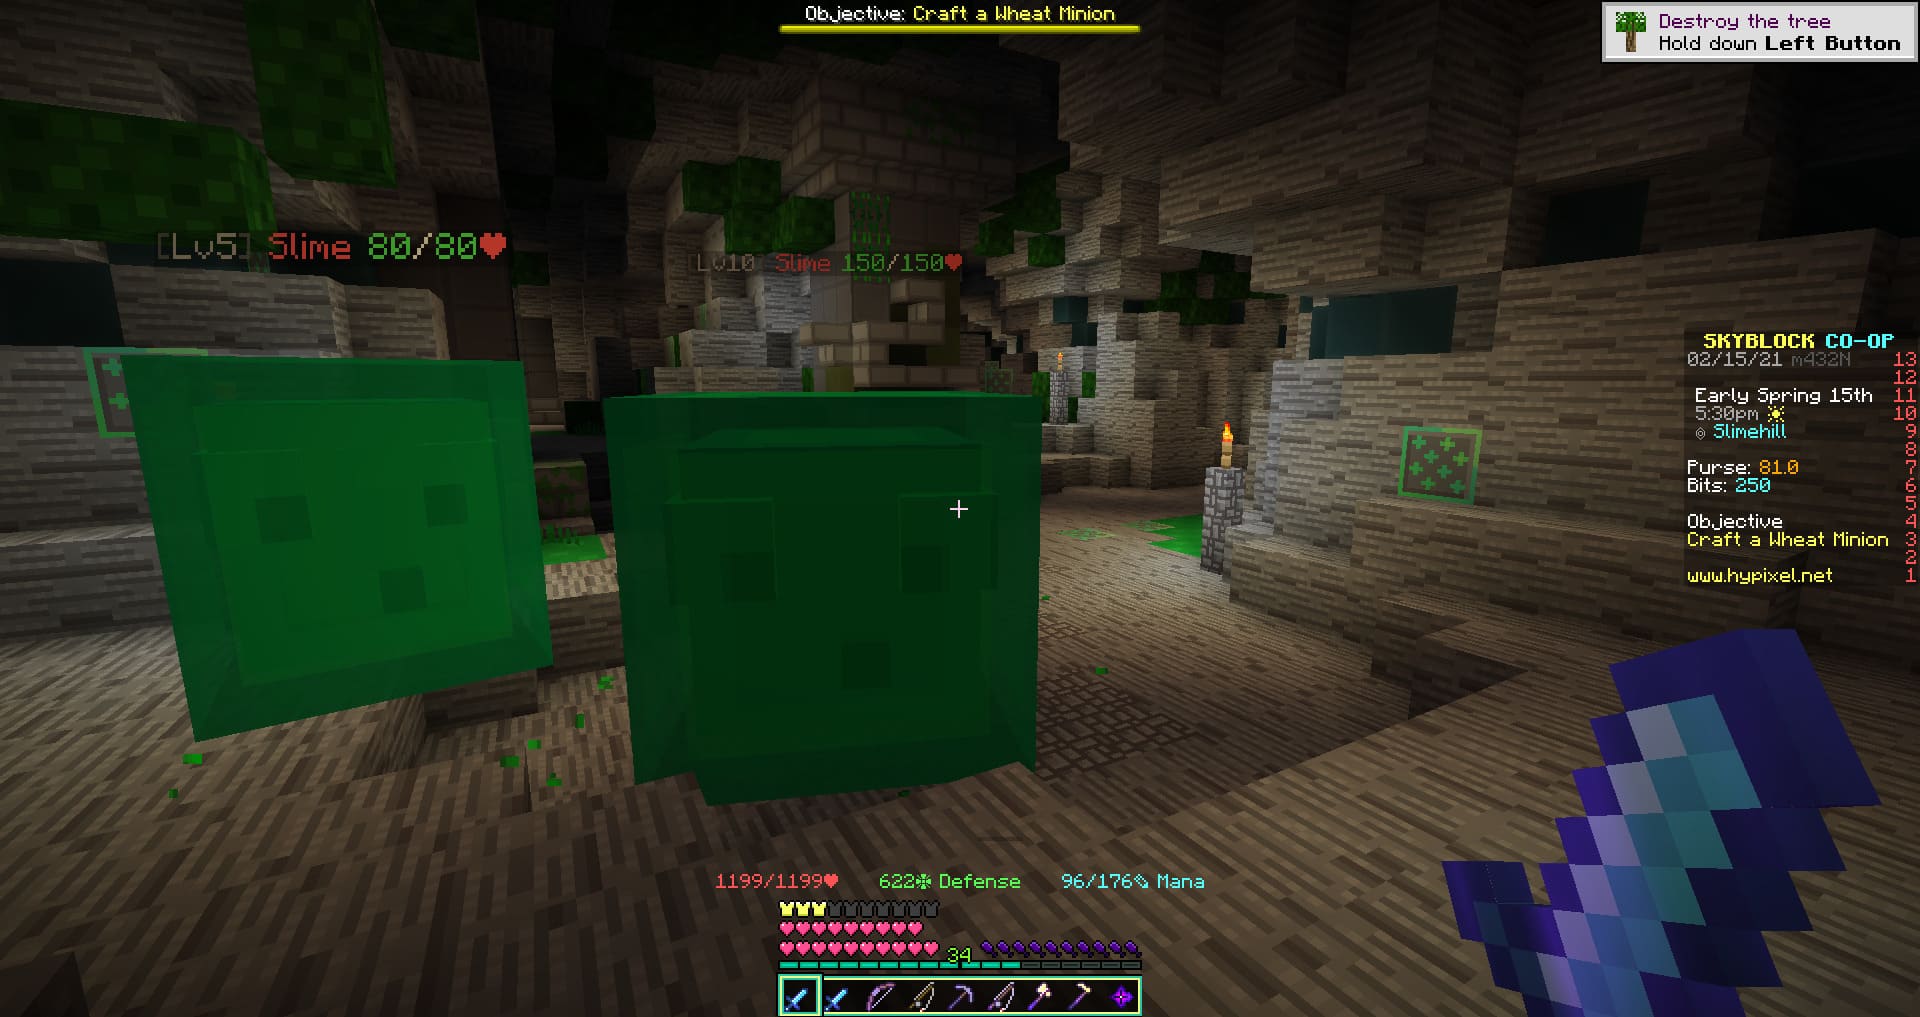 Objective: Craft a Wheat Minion
Destroy the tree
Hold down Left Button
[Lv5] Slime 80/80❤
[Lv10] Slime 150/150❤
SKYBLOCK CO-OP
02/15/21 m432N 13
12
Early Spring 15th 11
5:30pm ☀ 10
Slimehill 9
8
Purse: 81.0 7
Bits: 250 6
5
Objective 4
Craft a Wheat Minion 3
2
www.hypixel.net 1
1199/1199❤ 622 Defense 96/176 Mana
34